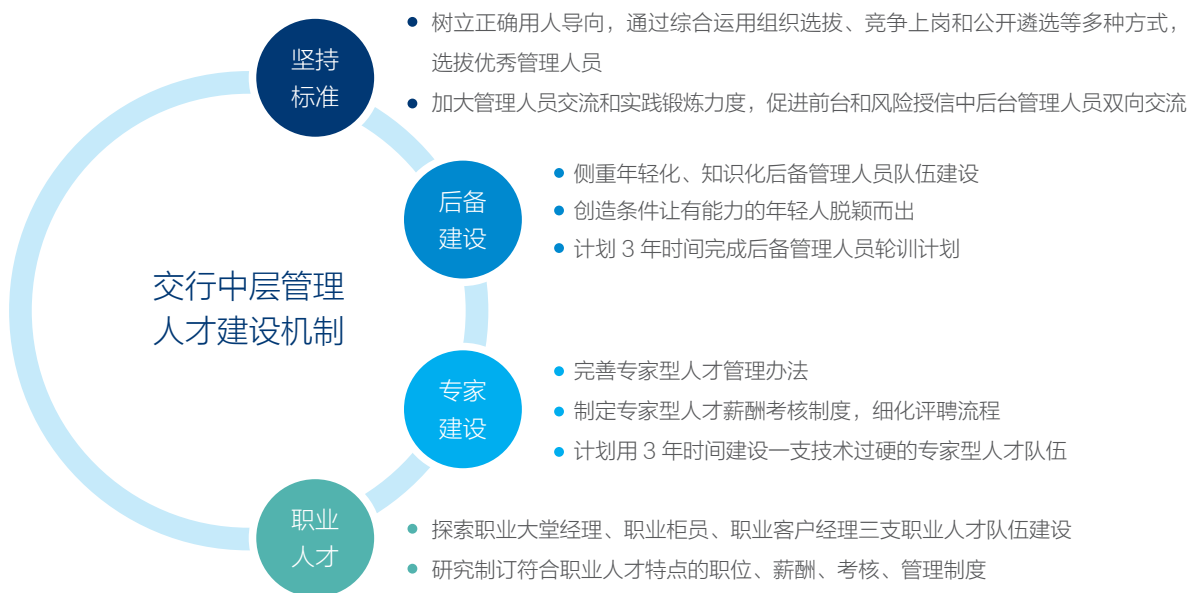 坚持
标准
树立正确用人导向，通过综合运用组织选拔、竞争上岗和公开遴选等多种方式，
选拔优秀管理人员
加大管理人员交流和实践锻炼力度，促进前台和风险授信中后台管理人员双向交流
后备
建设
侧重年轻化、知识化后备管理人员队伍建设
创造条件让有能力的年轻人脱颖而出
计划 3 年时间完成后备管理人员轮训计划
交行中层管理
人才建设机制
专家
建设
完善专家型人才管理办法
制定专家型人才薪酬考核制度，细化评聘流程
计划用 3 年时间建设一支技术过硬的专家型人才队伍
职业
人才
探索职业大堂经理、职业柜员、职业客户经理三支职业人才队伍建设
研究制订符合职业人才特点的职位、薪酬、考核、管理制度